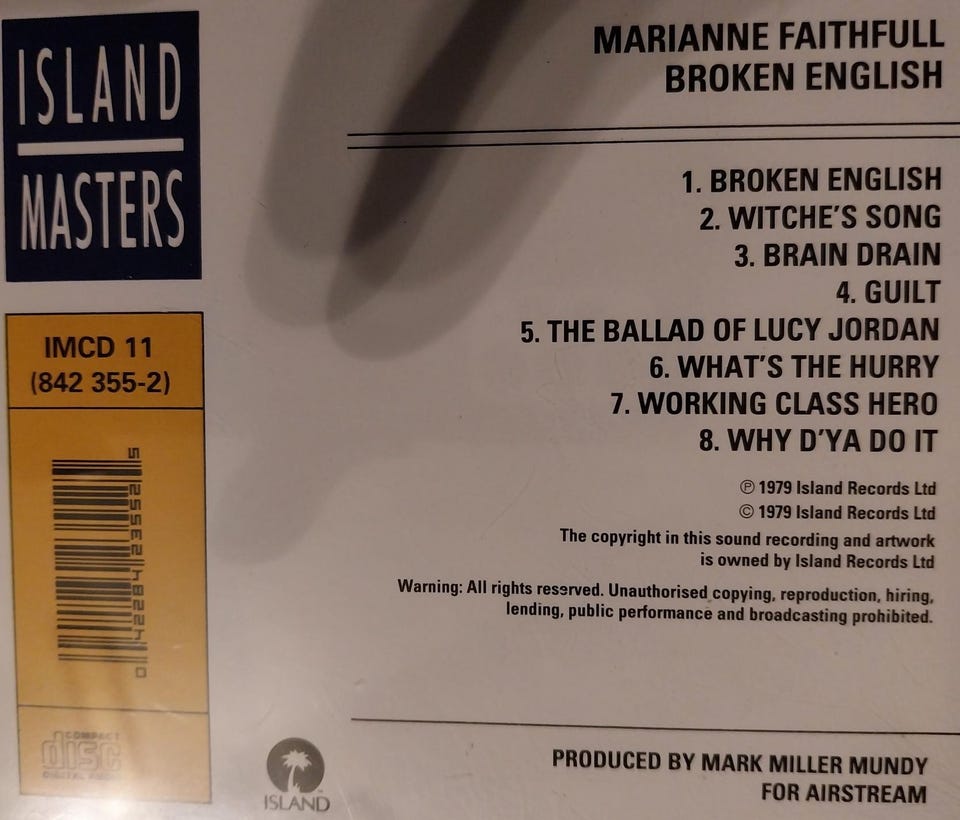 ISLAND
MASTERS
IMCD 11
(842 355-2)
COMPACT
disc
DIGITAL AUDIO
ISLAND
MARIANNE FAITHFULL
BROKEN ENGLISH
1. BROKEN ENGLISH
2. WITCHE'S SONG
3. BRAIN DRAIN
4. GUILT
5. THE BALLAD OF LUCY JORDAN
6. WHAT'S THE HURRY
7. WORKING CLASS HERO
8. WHY D'YA DO IT
℗ 1979 Island Records Ltd
© 1979 Island Records Ltd
The copyright in this sound recording and artwork
is owned by Island Records Ltd
Warning: All rights reserved. Unauthorised copying, reproduction, hiring,
lending, public performance and broadcasting prohibited.
PRODUCED BY MARK MILLER MUNDY
FOR AIRSTREAM